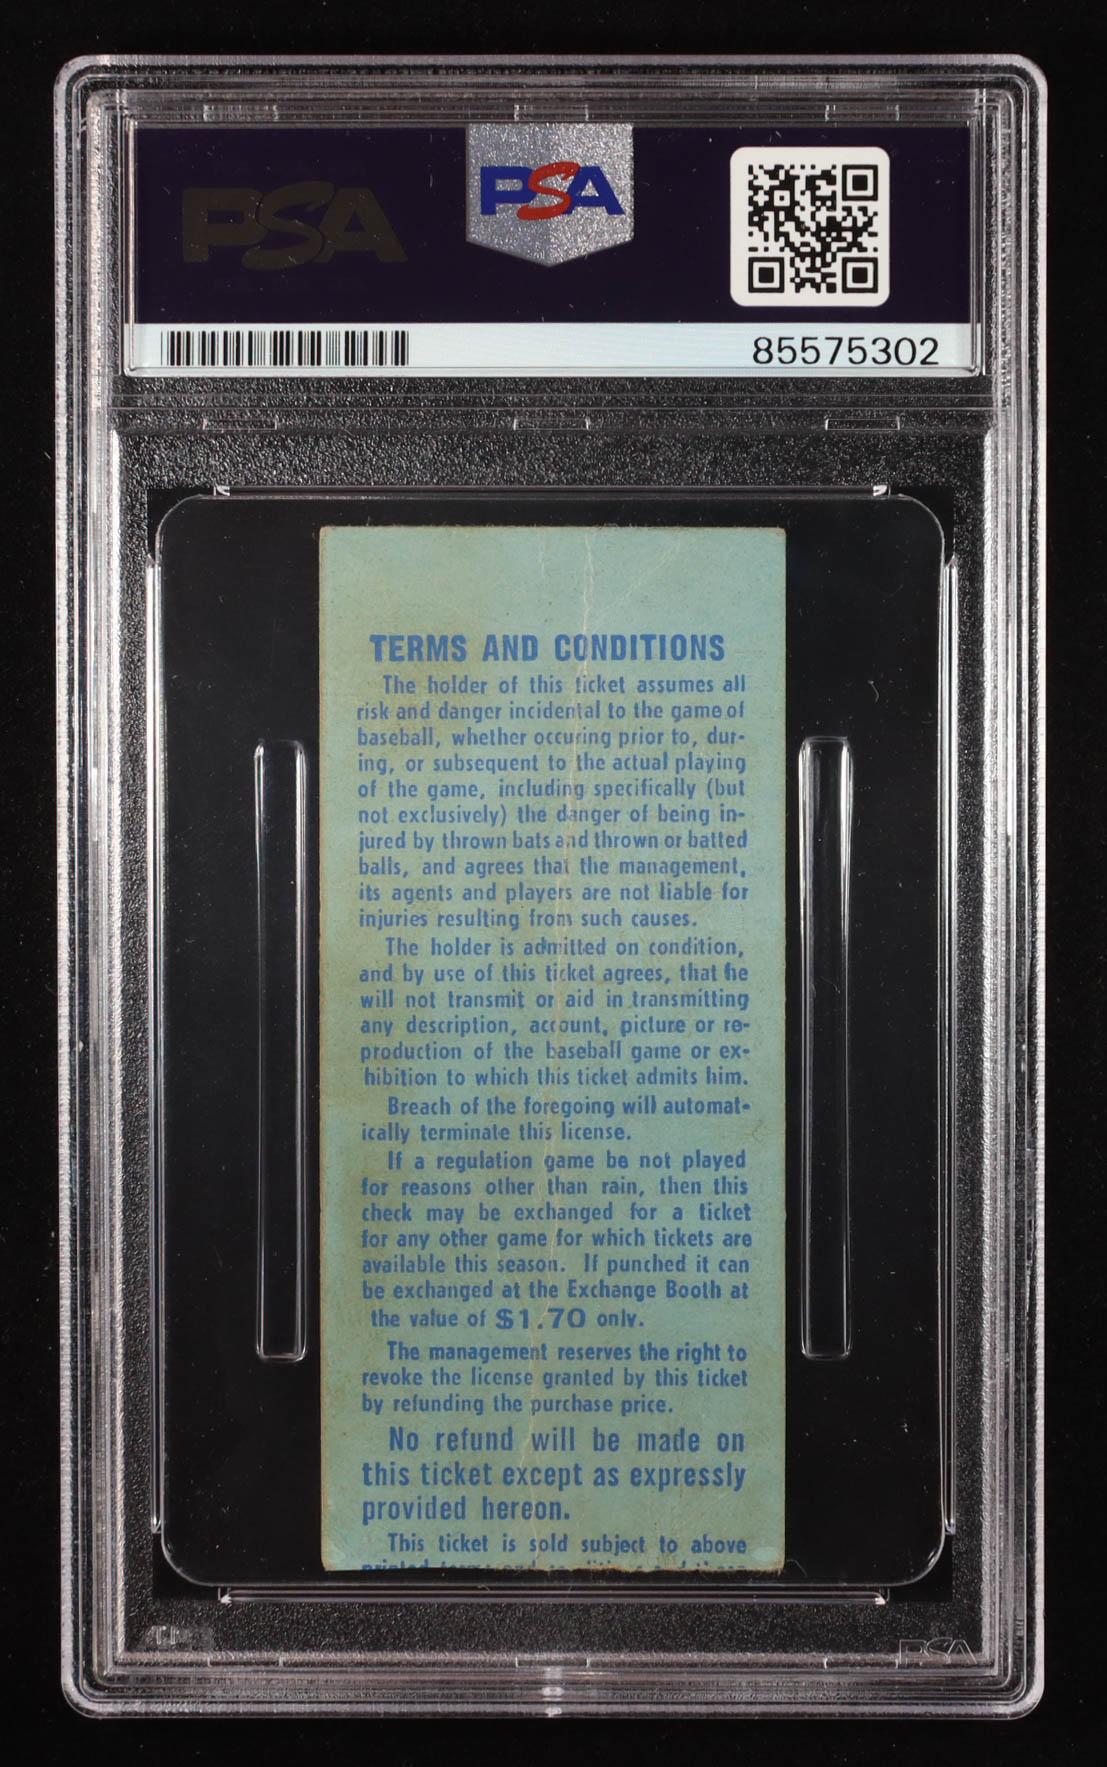 PSA
PSA
85575302
TERMS AND CONDITIONS
The holder of this ticket assumes all
risk and danger incidental to the game of
baseball, whether occuring prior to, dur-
ing, or subsequent to the actual playing
of the game, including specifically (but
not exclusively) the danger of being in-
jured by thrown bats and thrown or batted
balls, and agrees that the management,
its agents and players are not liable for
injuries resulting from such causes.
The holder is admitted on condition,
and by use of this ticket agrees, that he
will not transmit or aid in transmitting
any description, account, picture or re-
production of the baseball game or ex-
hibition to which this ticket admits him.
Breach of the foregoing will automat-
ically terminate this license.
If a regulation game be not played
for reasons other than rain, then this
check may be exchanged for a ticket
for any other game for which tickets are
available this season. If punched it can
be exchanged at the Exchange Booth at
the value of $1.70 only.
The management reserves the right to
revoke the license granted by this ticket
by refunding the purchase price.
No refund will be made on
this ticket except as expressly
provided hereon.
This ticket is sold subject to above
PSA